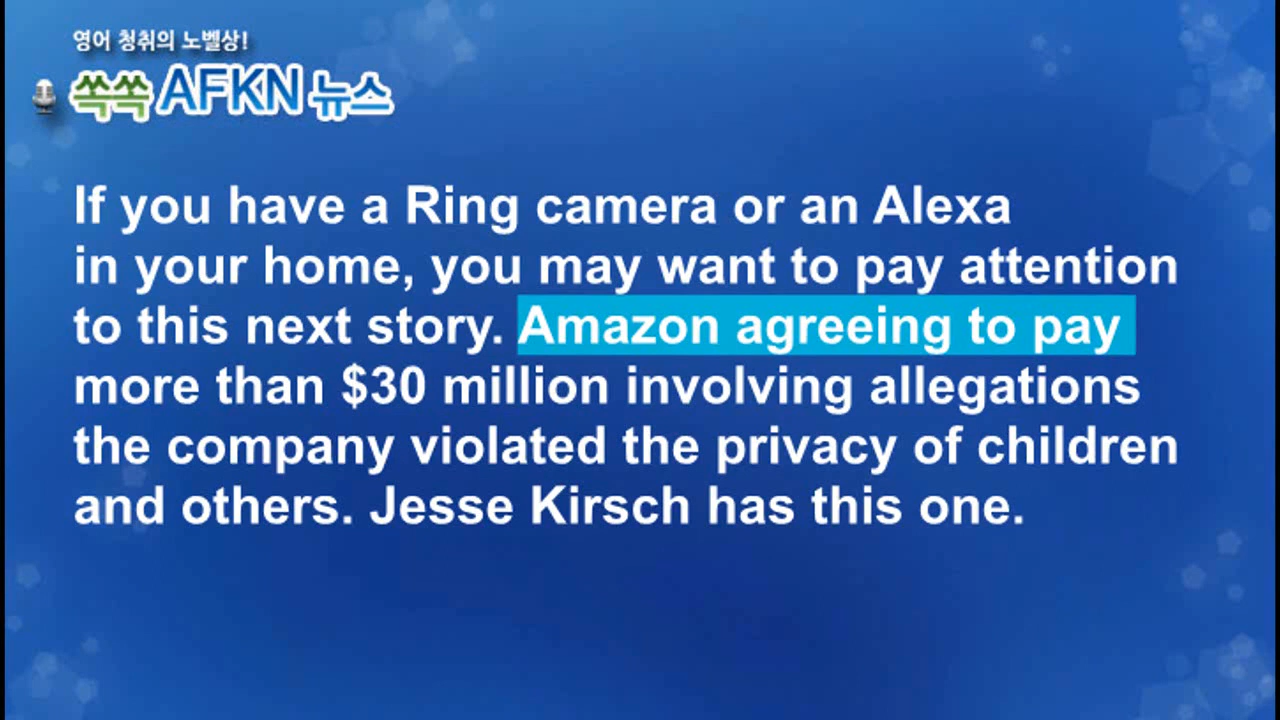 영어 청취의 노벨상!
쏙쏙 AFKN 뉴스
If you have a Ring camera or an Alexa
in your home, you may want to pay attention
to this next story. Amazon agreeing to pay
more than $30 million involving allegations
the company violated the privacy of children
and others. Jesse Kirsch has this one.